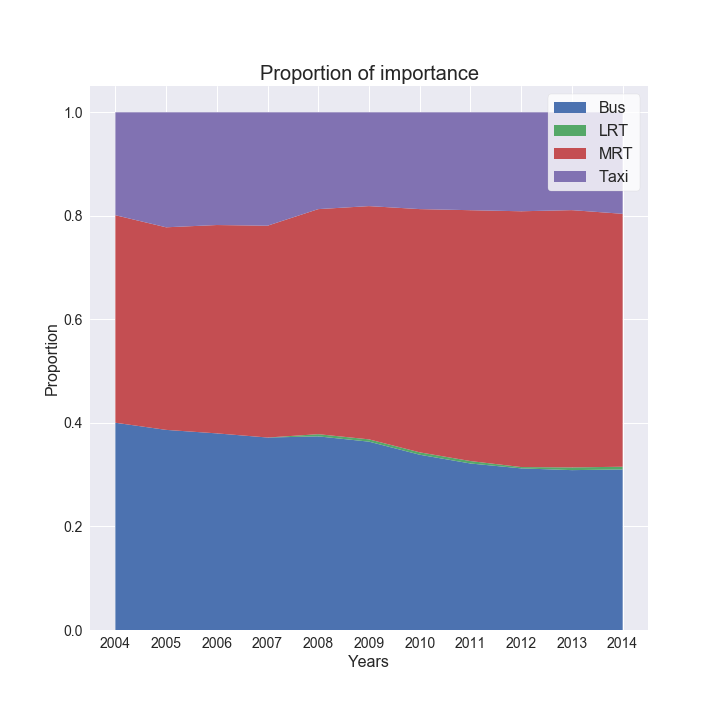 Proportion of importance
Bus
LRT
MRT
Taxi
1.0
0.8
0.6
0.4
0.2
0.0
Proportion
2004 2005 2006 2007 2008 2009 2010 2011 2012 2013 2014
Years